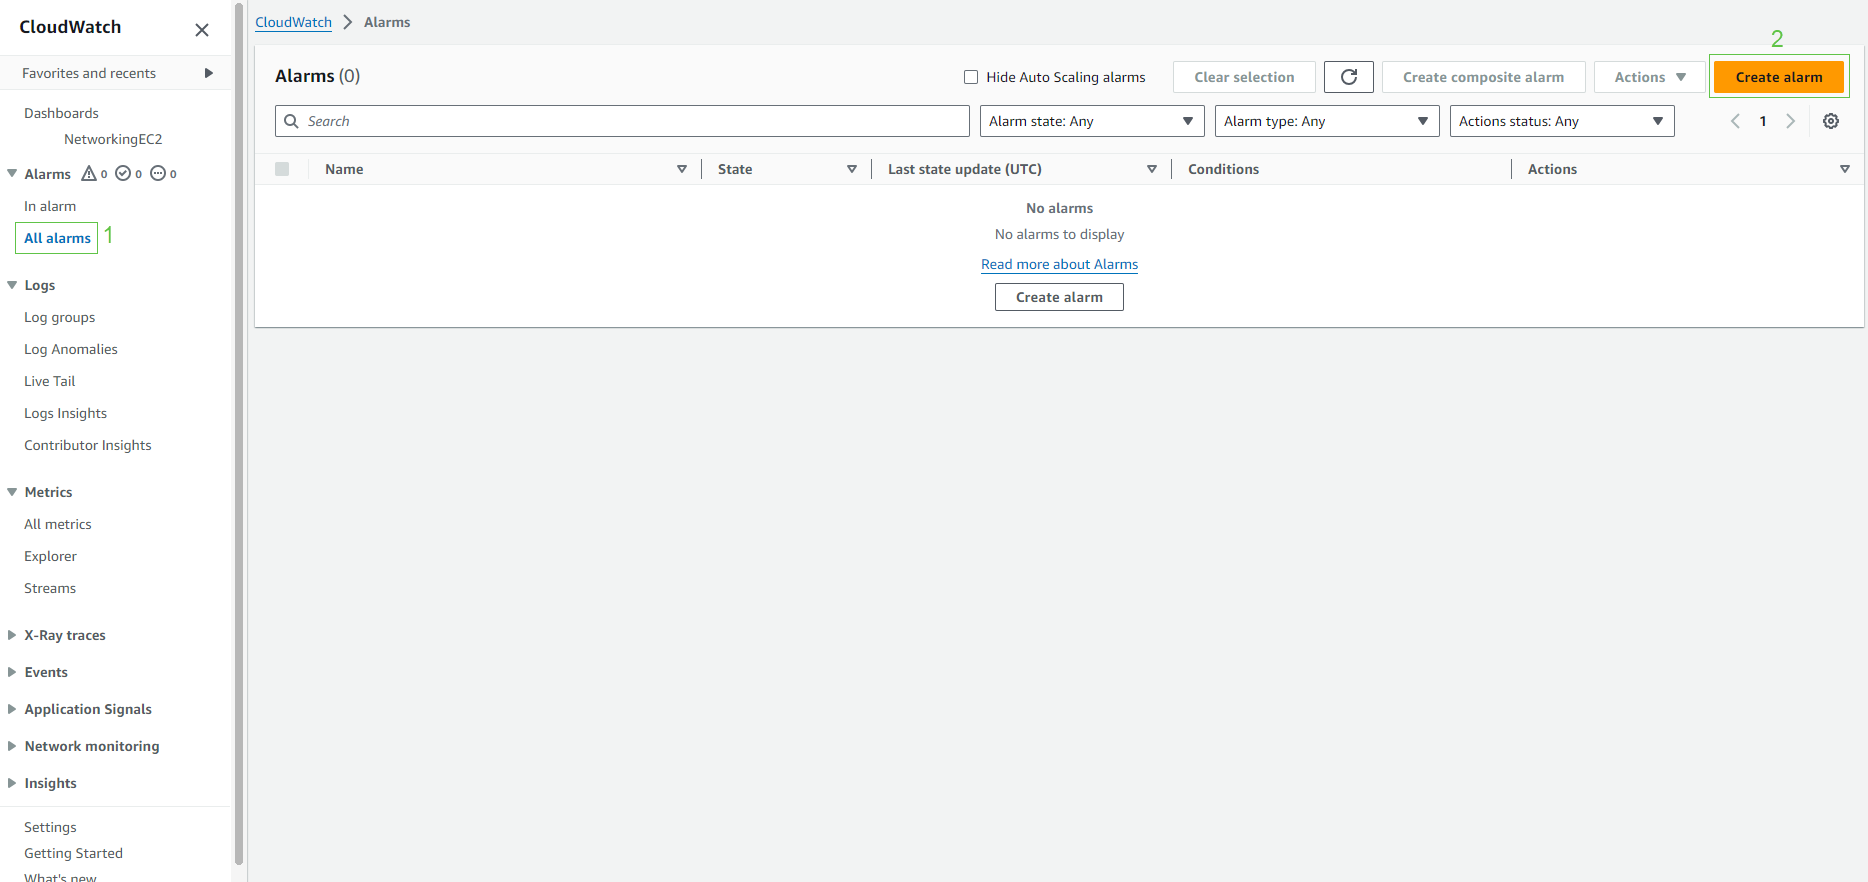 CloudWatch
Favorites and recents
Dashboards
NetworkingEC2
Alarms 0 0 0
In alarm
All alarms 1
Logs
Log groups
Log Anomalies
Live Tail
Logs Insights
Contributor Insights
Metrics
All metrics
Explorer
Streams
X-Ray traces
Events
Application Signals
Network monitoring
Insights
Settings
Getting Started
What's new
CloudWatch > Alarms
2
Alarms (0) Hide Auto Scaling alarms Clear selection Create composite alarm Actions Create alarm
Search Alarm state: Any Alarm type: Any Actions status: Any 1
Name State Last state update (UTC) Conditions Actions
No alarms
No alarms to display
Read more about Alarms
Create alarm